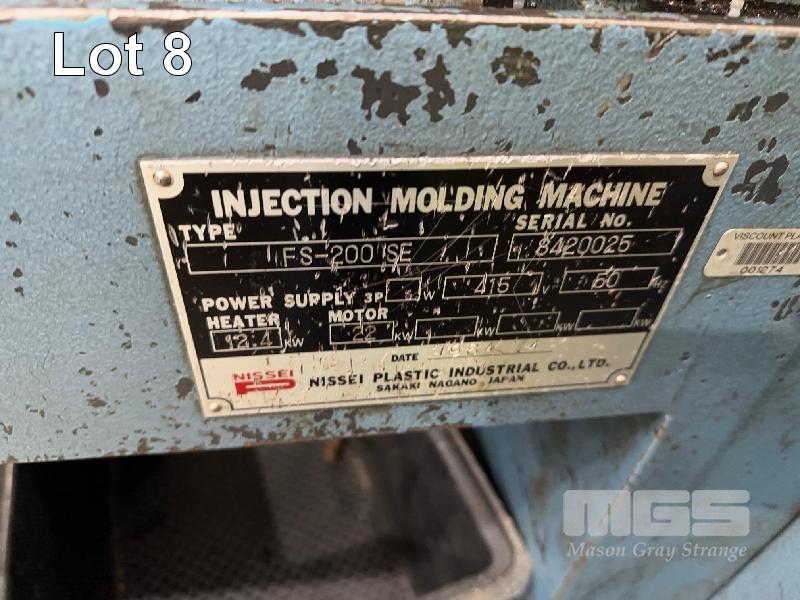 Lot 8
INJECTION MOLDING MACHINE
TYPE
SERIAL NO.
FS-200 SE
8420025
POWER SUPPLY 3P W 415 V HZ
HEATER
MOTOR
12.4 KW 22 KW KW KW KW
DATE
NISSEI
NISSEI PLASTIC INDUSTRIAL CO.,LTD.
SAKAKI NAGANO JAPAN
VISCOUNT PLA
001274
MGS
Mason Gray Strange